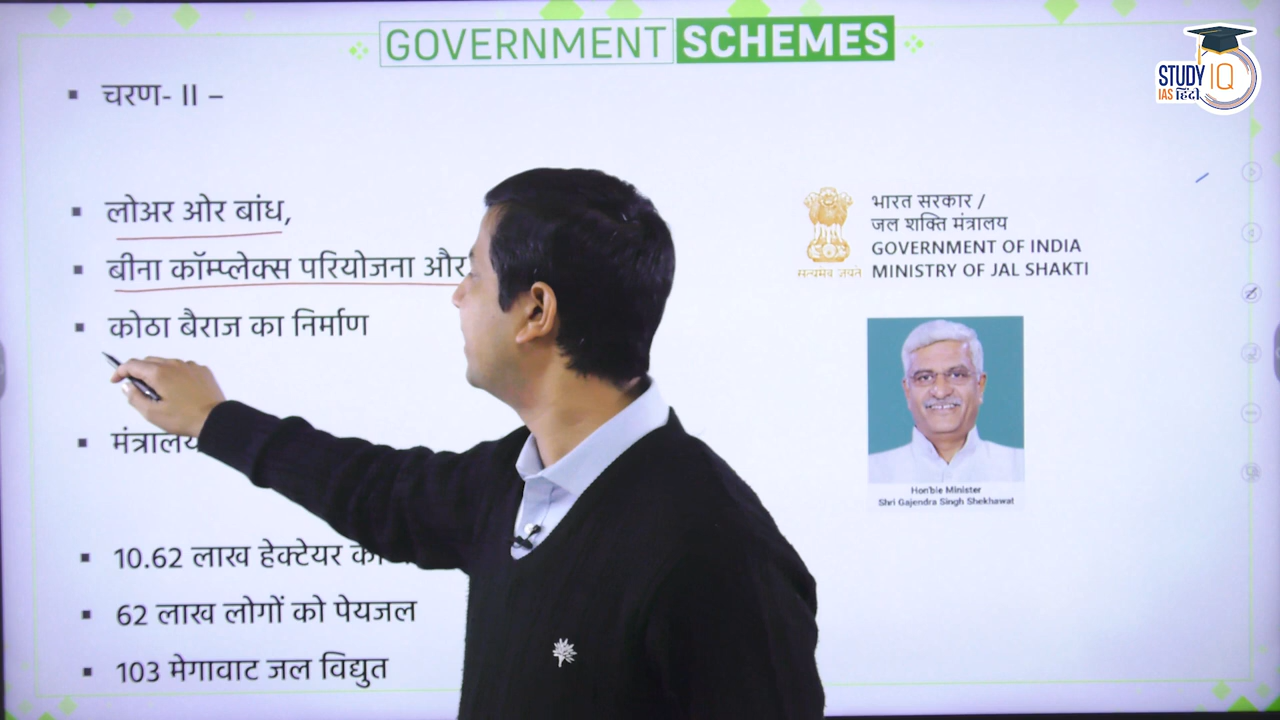 GOVERNMENT SCHEMES
STUDY IQ
IAS हिंदी
चरण- II –
लोअर ओर बांध,
बीना कॉम्प्लेक्स परियोजना और
कोठा बैराज का निर्माण
मंत्रालय
10.62 लाख हेक्टेयर
62 लाख लोगों को पेयजल
103 मेगावाट जल विद्युत
सत्यमेव जयते
भारत सरकार /
जल शक्ति मंत्रालय
GOVERNMENT OF INDIA
MINISTRY OF JAL SHAKTI
Hon'ble Minister
Shri Gajendra Singh Shekhawat